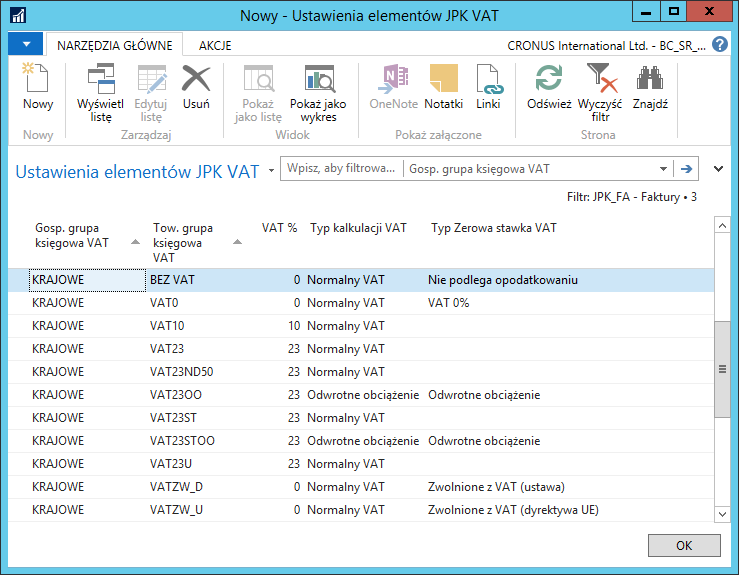 Nowy - Ustawienia elementów JPK VAT
NARZĘDZIA GŁÓWNE AKCJE CRONUS International Ltd. - BC_SR_... ?
Nowy Wyświetl listę Edytuj listę Usuń Pokaż jako listę Pokaż jako wykres OneNote Notatki Linki Odśwież Wyczyść filtr Znajdź
Nowy Zarządzaj Widok Pokaż załączone Strona
Ustawienia elementów JPK VAT Wpisz, aby filtrowa... Gosp. grupa księgowa VAT
Filtr: JPK_FA - Faktury • 3
Gosp. grupa księgowa VAT Tow. grupa księgowa VAT VAT % Typ kalkulacji VAT Typ Zerowa stawka VAT
KRAJOWE BEZ VAT 0 Normalny VAT Nie podlega opodatkowaniu
KRAJOWE VAT0 0 Normalny VAT VAT 0%
KRAJOWE VAT10 10 Normalny VAT
KRAJOWE VAT23 23 Normalny VAT
KRAJOWE VAT23ND50 23 Normalny VAT
KRAJOWE VAT23OO 23 Odwrotne obciążenie Odwrotne obciążenie
KRAJOWE VAT23ST 23 Normalny VAT
KRAJOWE VAT23STOO 23 Odwrotne obciążenie Odwrotne obciążenie
KRAJOWE VAT23U 23 Normalny VAT
KRAJOWE VATZW_D 0 Normalny VAT Zwolnione z VAT (ustawa)
KRAJOWE VATZW_U 0 Normalny VAT Zwolnione z VAT (dyrektywa UE)
OK